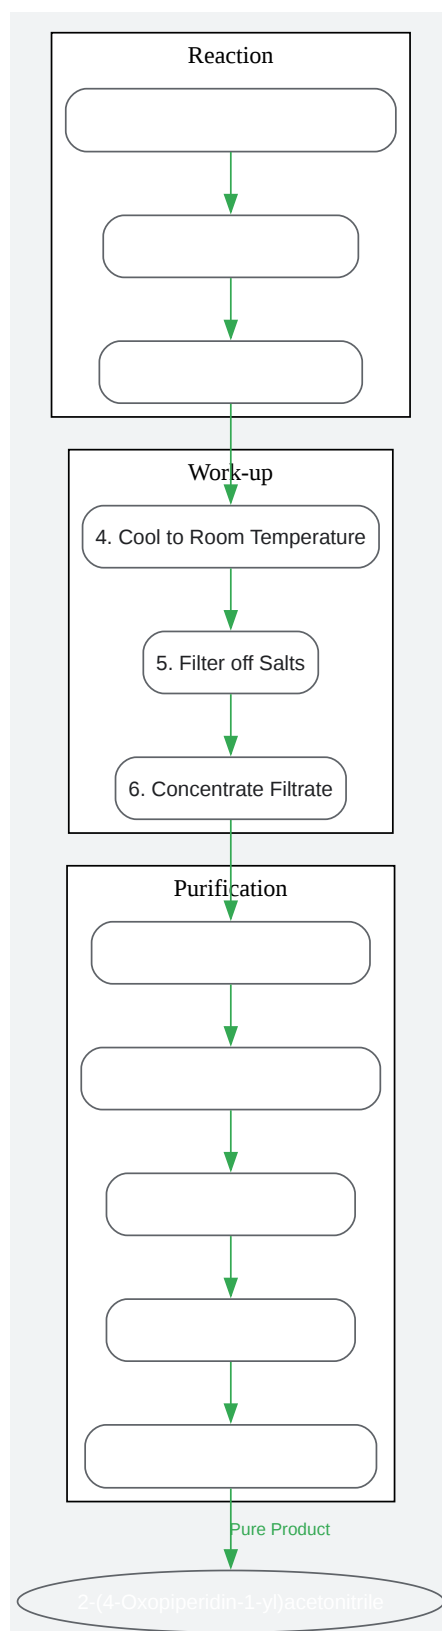 Reaction
Work-up
4. Cool to Room Temperature
5. Filter off Salts
6. Concentrate Filtrate
Purification
Pure Product
2-(4-Oxopiperidin-1-yl)acetonitrile